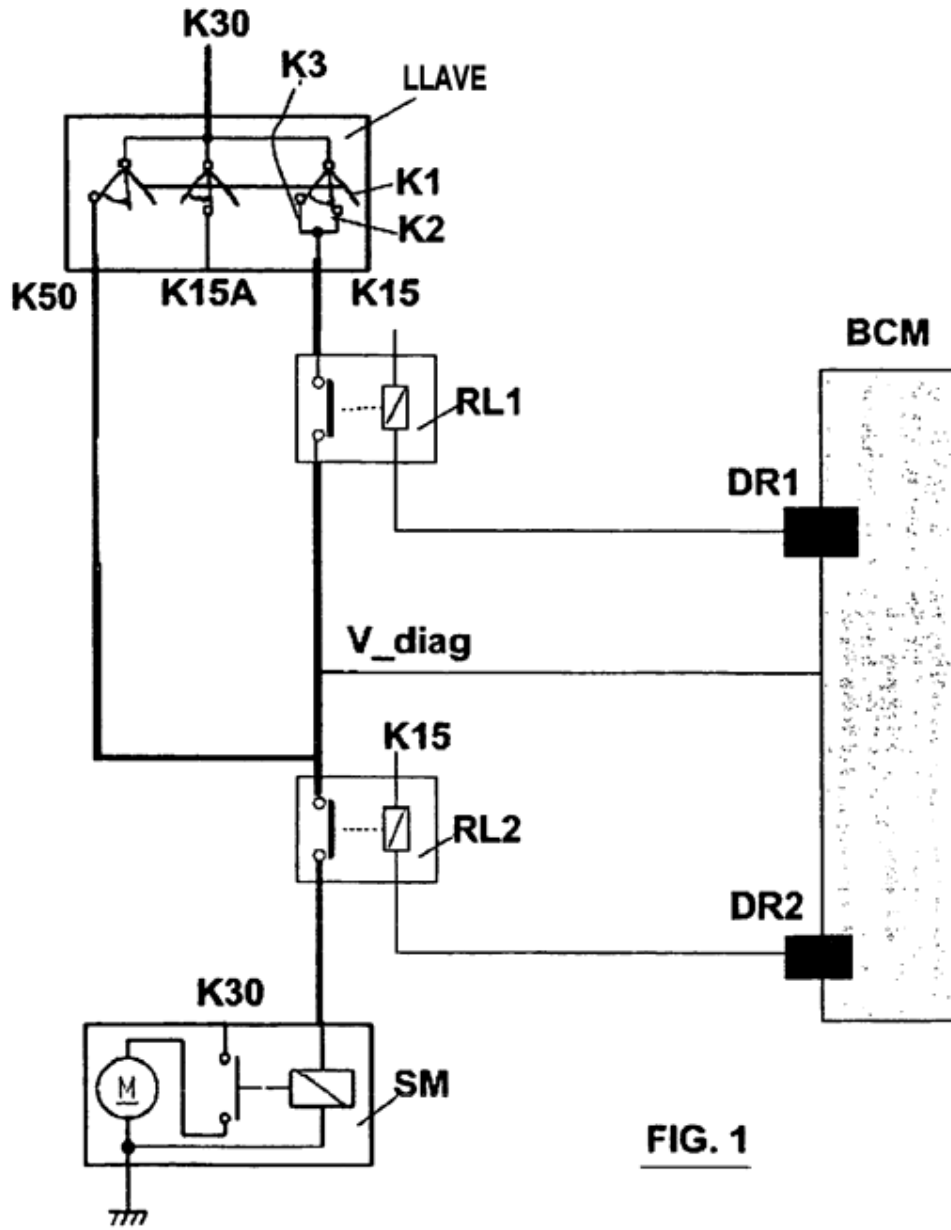 K30
K3
LLAVE
K1
K2
K50
K15A
K15
BCM
RL1
DR1
V_diag
K15
RL2
DR2
K30
M
SM
FIG. 1